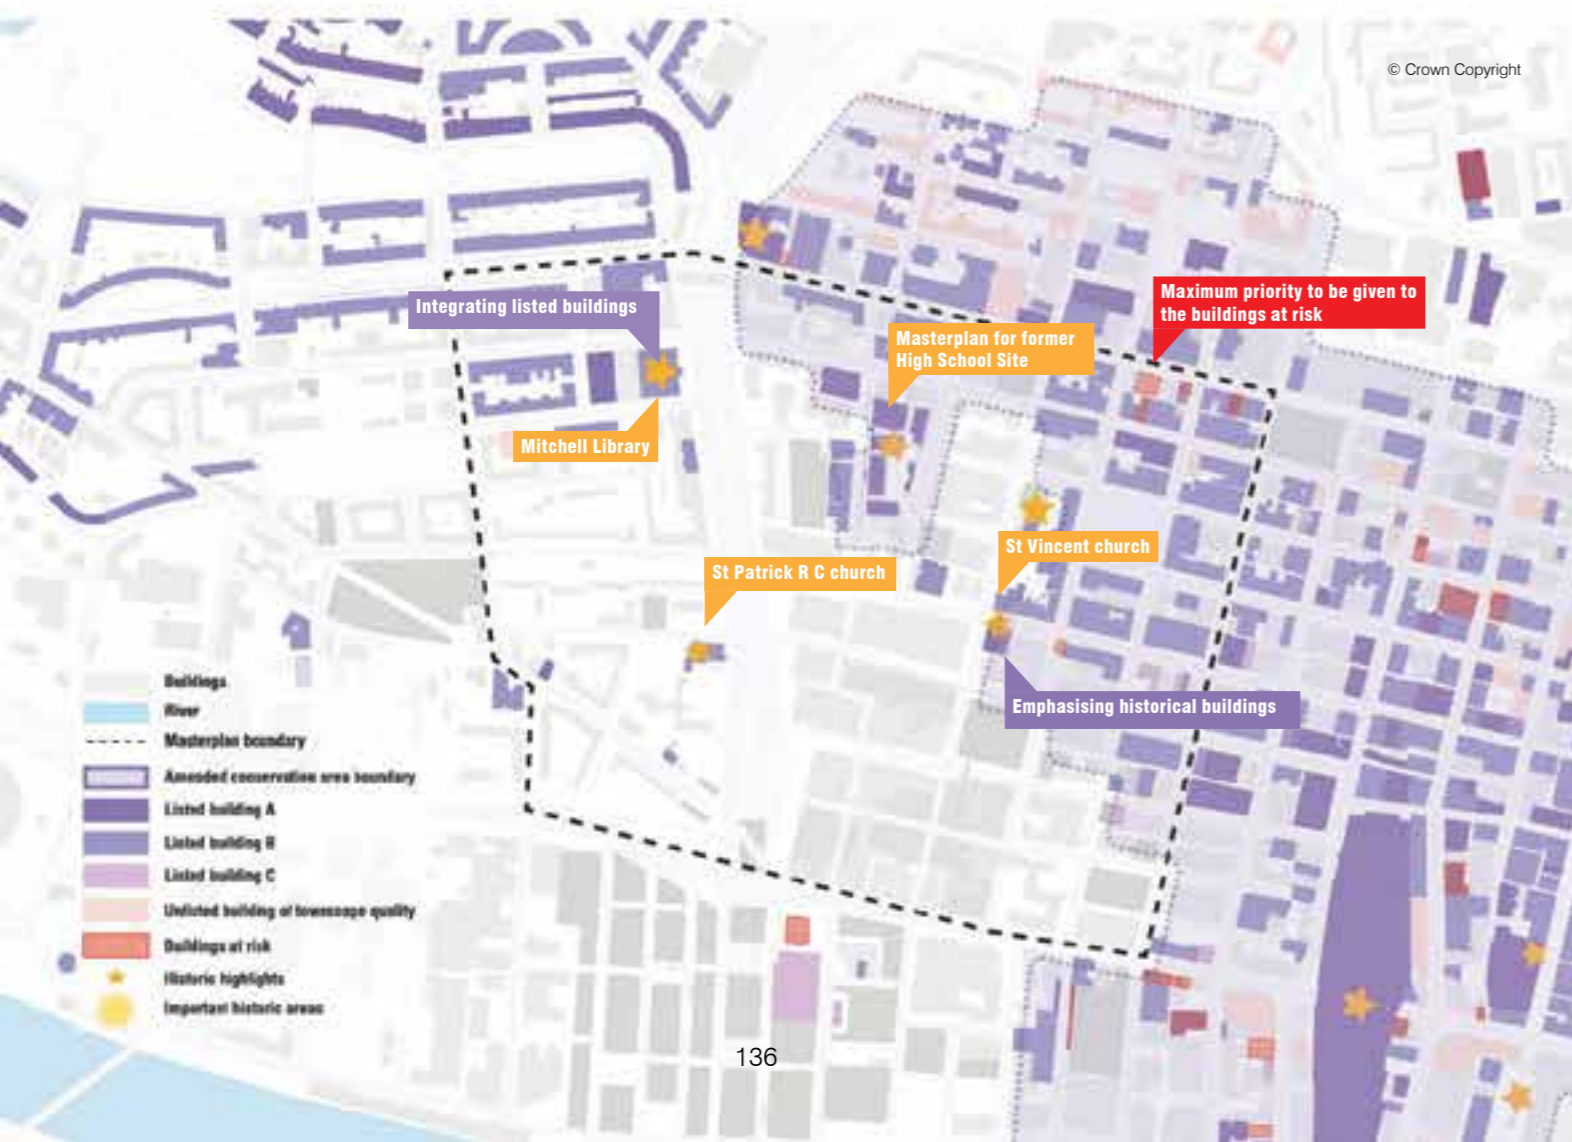 © Crown Copyright
Integrating listed buildings
Maximum priority to be given to
the buildings at risk
Masterplan for former
High School Site
Mitchell Library
St Vincent church
St Patrick R C church
Emphasising historical buildings
Buildings
River
Masterplan boundary
Amended conservation area boundary
Listed building A
Listed building B
Listed building C
Unlisted building of townscape quality
Buildings at risk
Historic highlights
Important historic areas
136